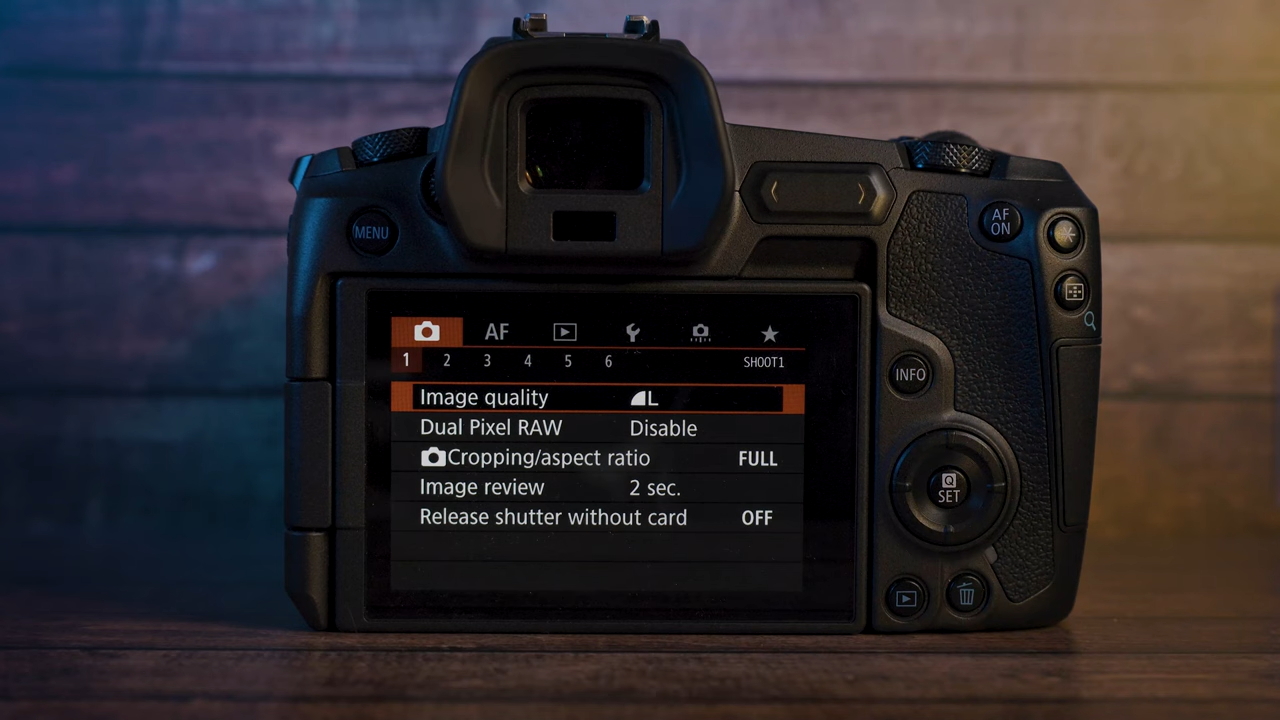 MENU
AF
ON
AF
1 2 3 4 5 6 SHOOT1
Image quality L
Dual Pixel RAW Disable
Cropping/aspect ratio FULL
Image review 2 sec.
Release shutter without card OFF
INFO
Q
SET